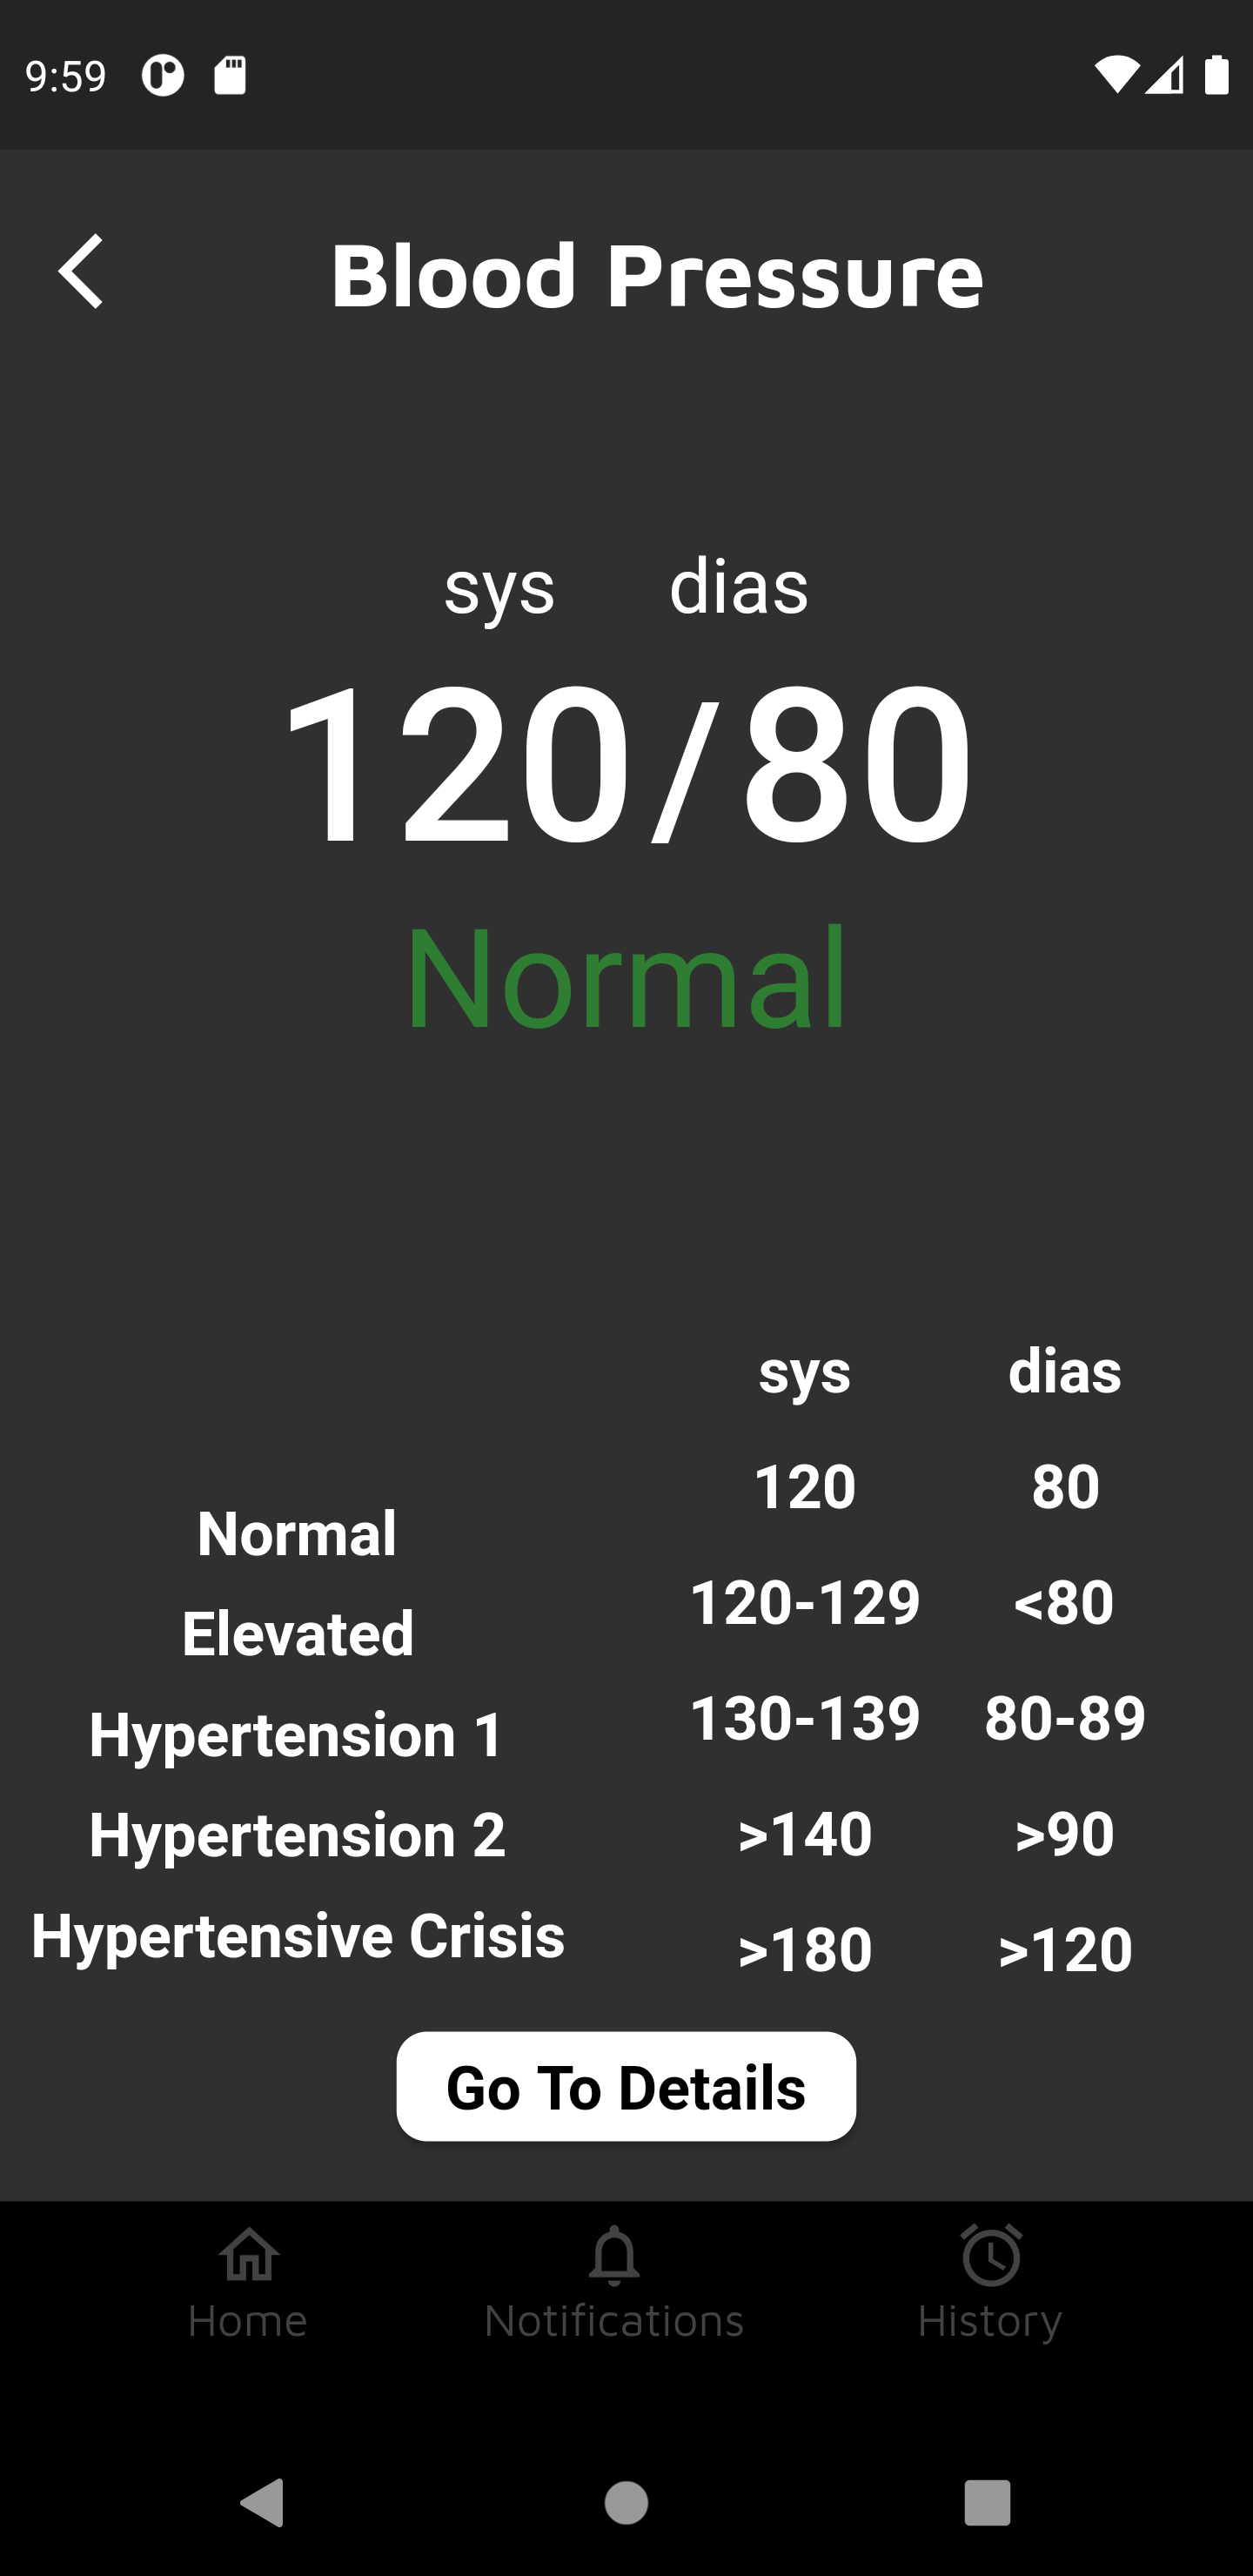 9:59
Blood Pressure
sys dias
120/80
Normal
sys dias
120 80
Normal
120-129 <80
Elevated
130-139 80-89
Hypertension 1
>140 >90
Hypertension 2
Hypertensive Crisis
>180 >120
Go To Details
Home Notifications History